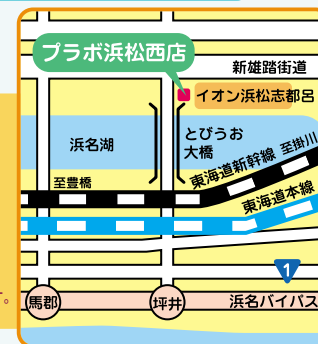 プラボ浜松西店
新雄踏街道
イオン浜松志都呂
浜名湖
とびうお
大橋
至豊橋
東海道新幹線
至掛川
東海道本線
1
馬郡
坪井
浜名バイパス
。